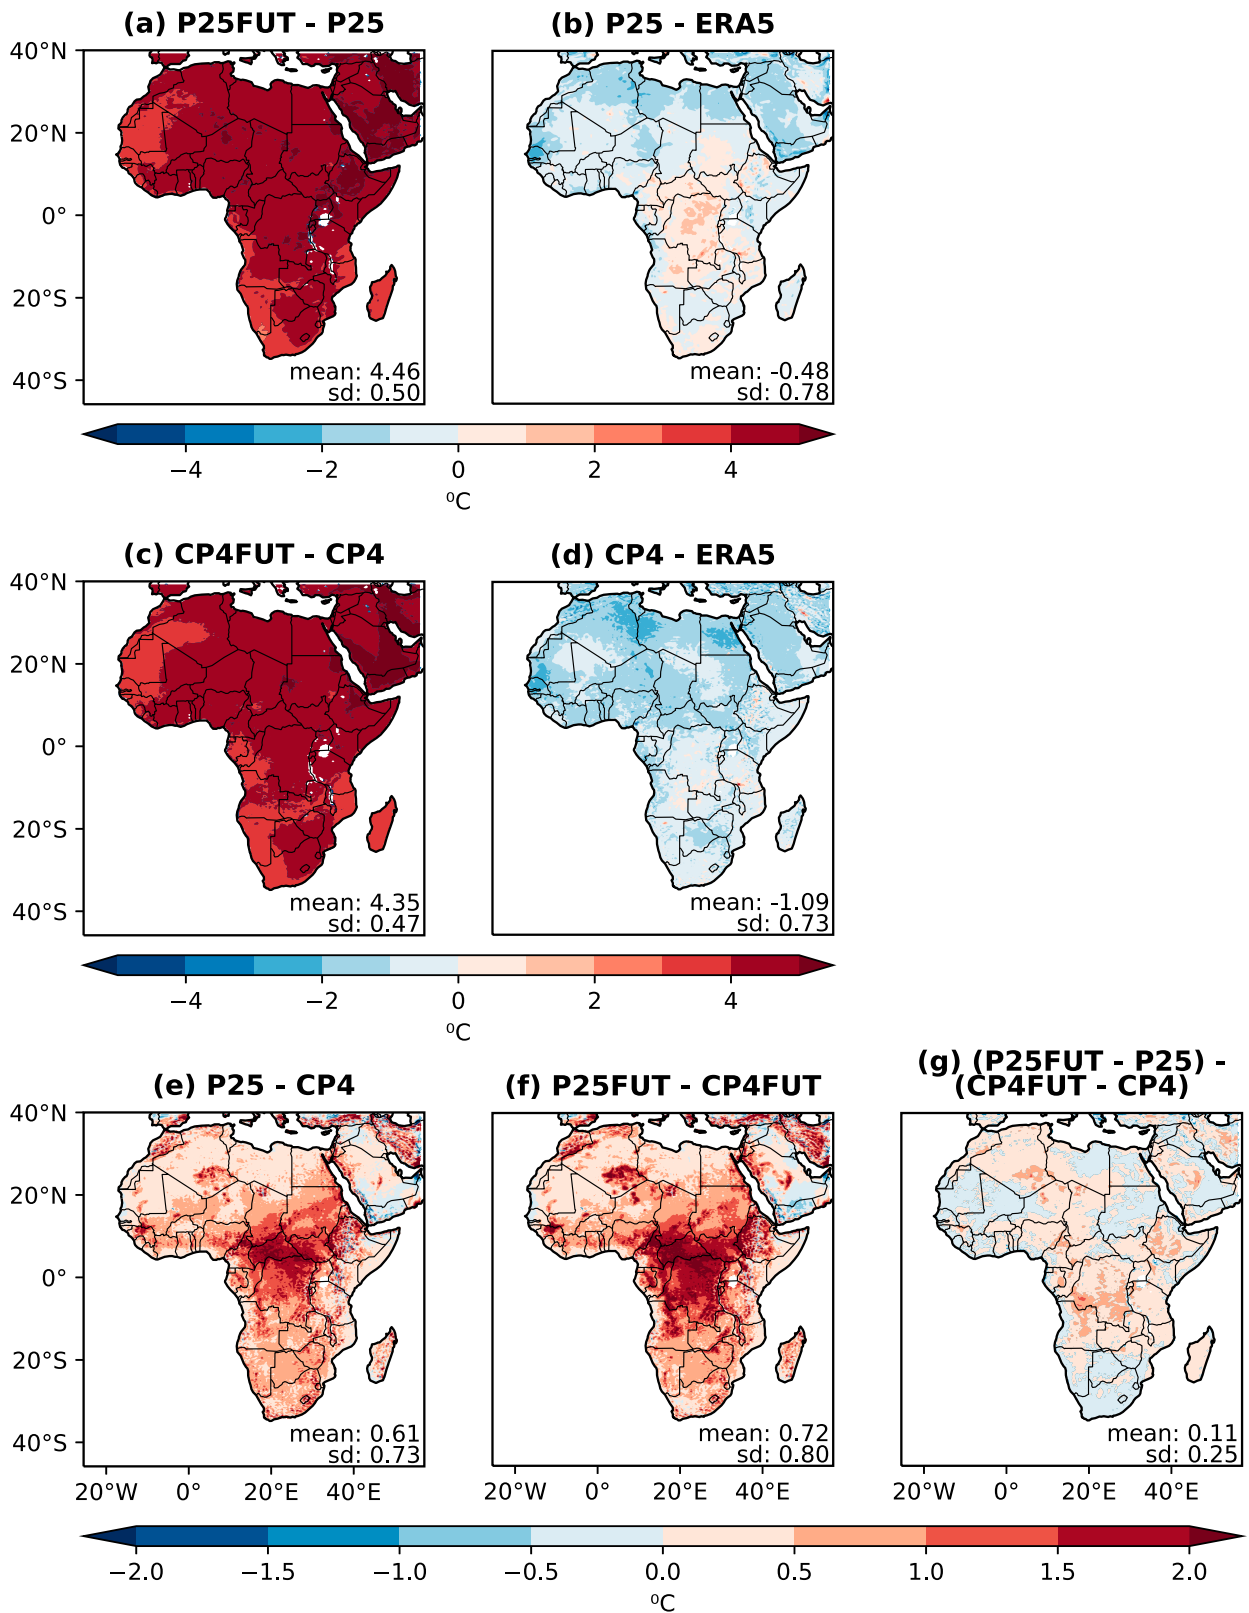 (a) P25FUT - P25
(b) P25 - ERA5
40°N
20°N
0°
20°S
40°S
mean: 4.46
sd: 0.50
mean: -0.48
sd: 0.78
−4 −2 0 2 4
⁰C
(c) CP4FUT - CP4
(d) CP4 - ERA5
40°N
20°N
0°
20°S
40°S
mean: 4.35
sd: 0.47
mean: -1.09
sd: 0.73
−4 −2 0 2 4
⁰C
(e) P25 - CP4
(f) P25FUT - CP4FUT
(g) (P25FUT - P25) -
(CP4FUT - CP4)
40°N
20°N
0°
20°S
40°S
mean: 0.61
sd: 0.73
mean: 0.72
sd: 0.80
mean: 0.11
sd: 0.25
20°W 0° 20°E 40°E
20°W 0° 20°E 40°E
20°W 0° 20°E 40°E
−2.0 −1.5 −1.0 −0.5 0.0 0.5 1.0 1.5 2.0
⁰C